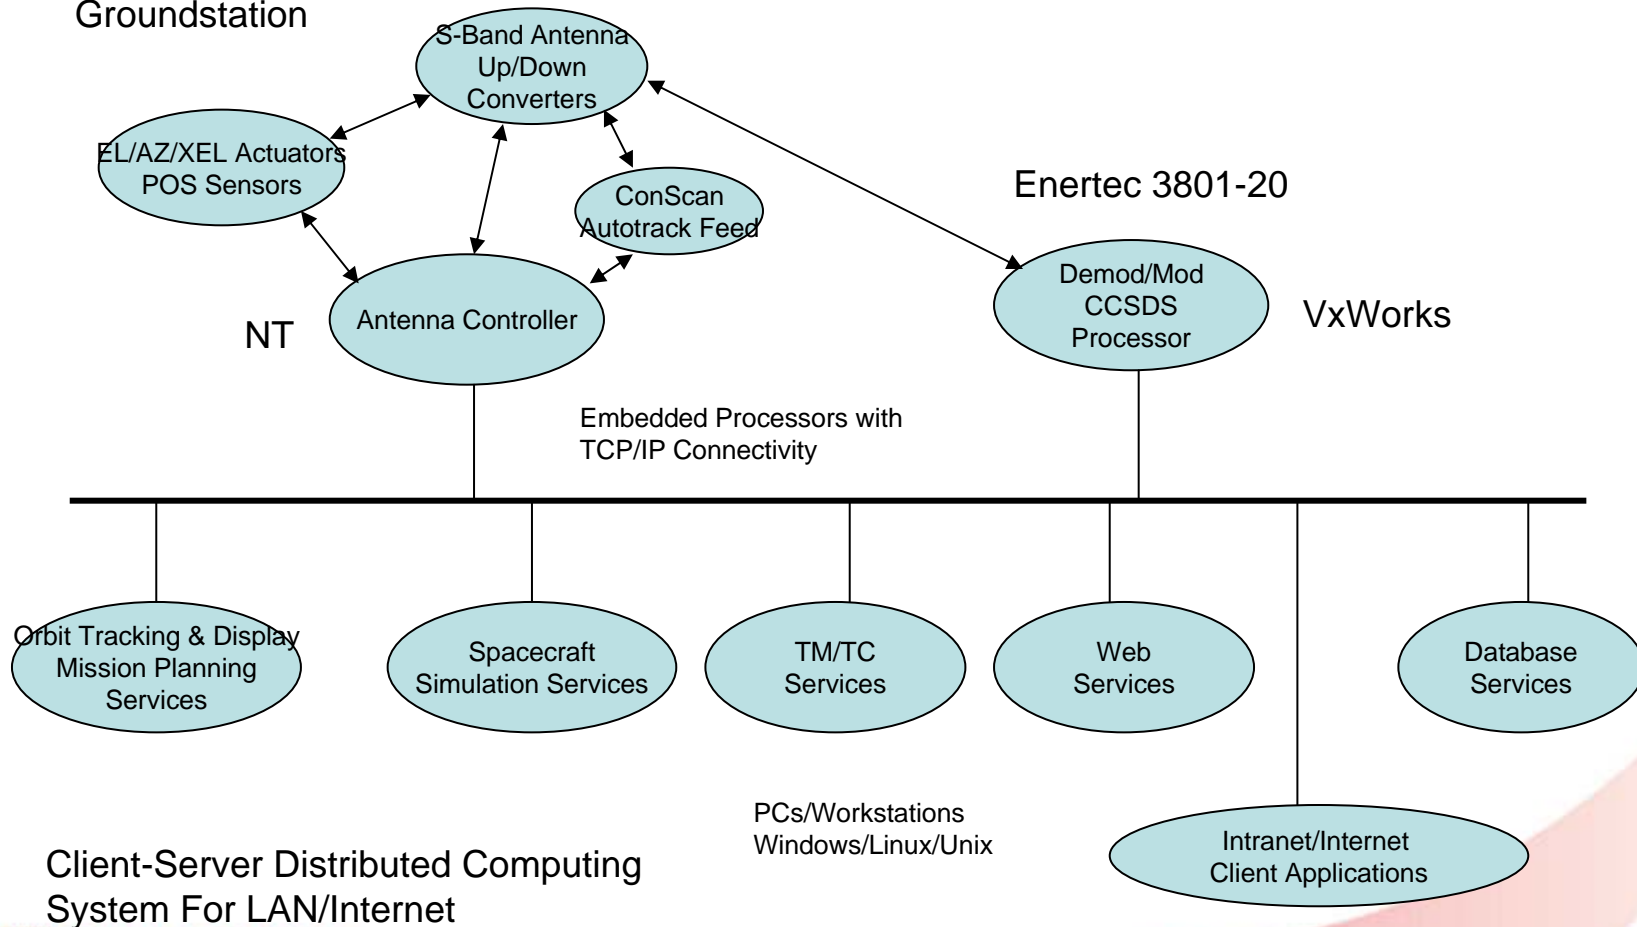 Groundstation
S-Band Antenna
Up/Down
Converters
EL/AZ/XEL Actuators
POS Sensors
ConScan
Autotrack Feed
Enertec 3801-20
Demod/Mod
CCSDS
Processor
VxWorks
NT
Antenna Controller
Embedded Processors with
TCP/IP Connectivity
Orbit Tracking & Display
Mission Planning
Services
Spacecraft
Simulation Services
TM/TC
Services
Web
Services
Database
Services
PCs/Workstations
Windows/Linux/Unix
Intranet/Internet
Client Applications
Client-Server Distributed Computing
System For LAN/Internet